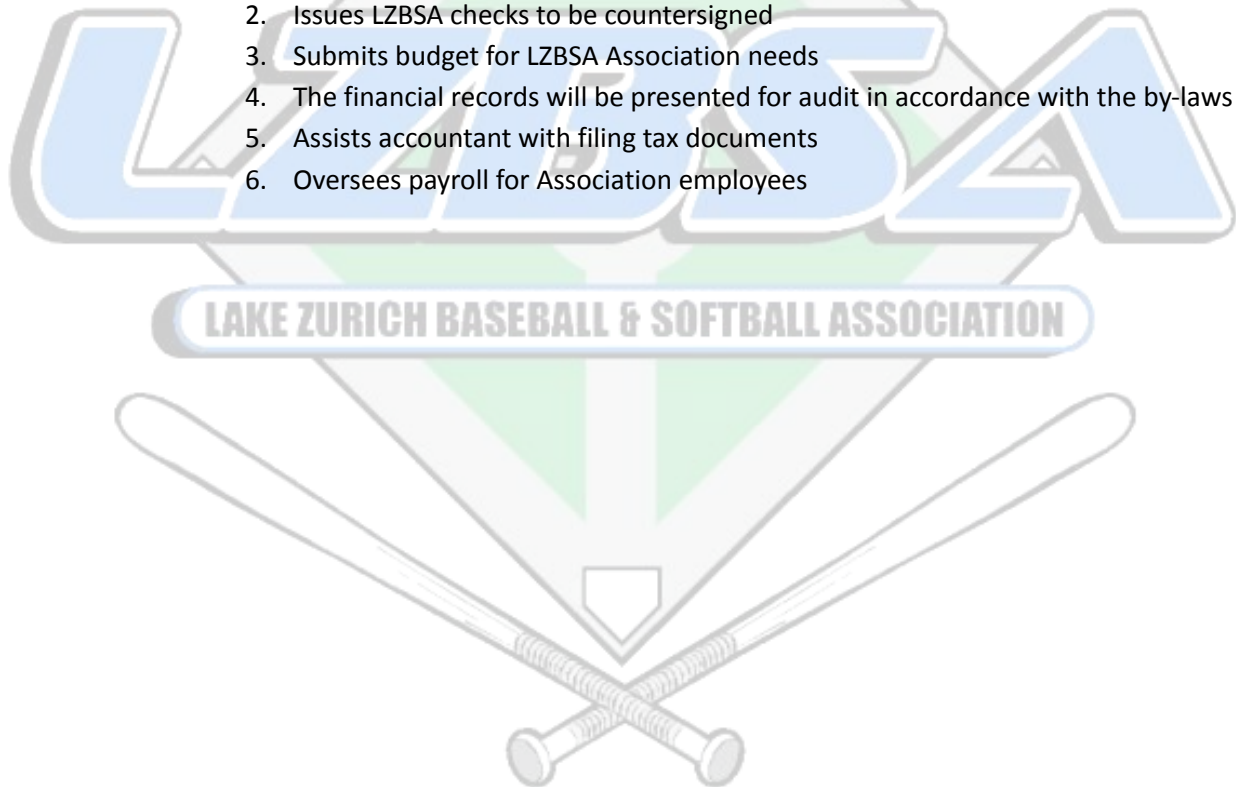 2. Issues LZBSA checks to be countersigned
3. Submits budget for LZBSA Association needs
4. The financial records will be presented for audit in accordance with the by-laws
5. Assists accountant with filing tax documents
6. Oversees payroll for Association employees
LZBSA
LAKE ZURICH BASEBALL & SOFTBALL ASSOCIATION